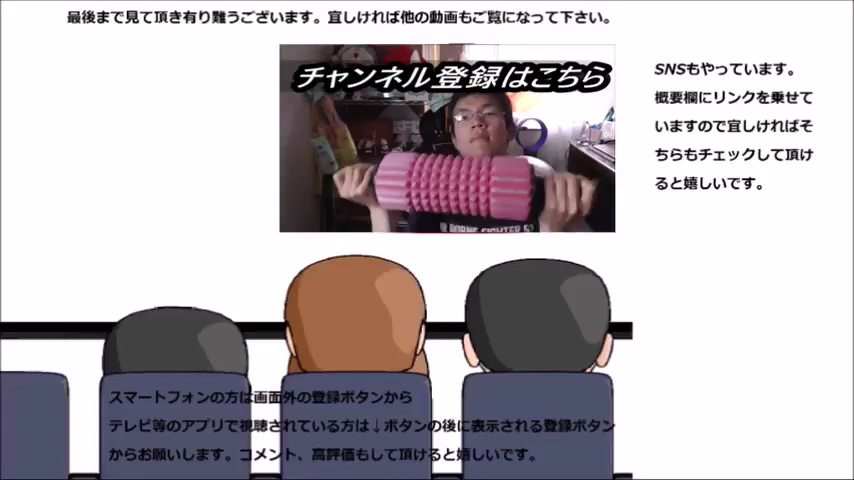 最後まで見て頂き有り難うございます。宜しければ他の動画もご覧になって下さい。
チャンネル登録はこちら
SNSもやっています。
概要欄にリンクを乗せて
いますので宜しければそ
ちらもチェックして頂け
ると嬉しいです。
スマートフォンの方は画面外の登録ボタンから
テレビ等のアプリで視聴されている方は↓ボタンの後に表示される登録ボタン
からお願いします。コメント、高評価もして頂けると嬉しいです。